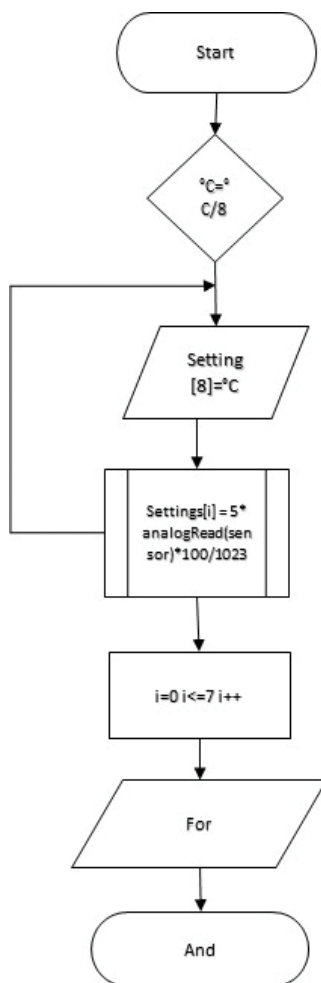 Start
°C=°
C/8
Setting
[8]=°C
Settings[i] = 5*
analogRead(sen
sor)*100/1023
i=0 i<=7 i++
For
And